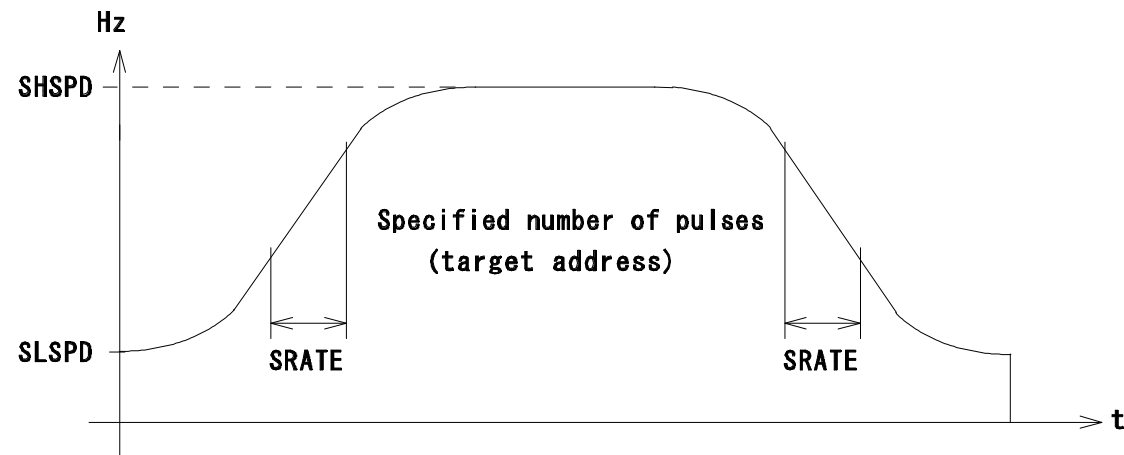 Hz
SHSPD
Specified number of pulses
(target address)
SLSPD
SRATE
SRATE
t